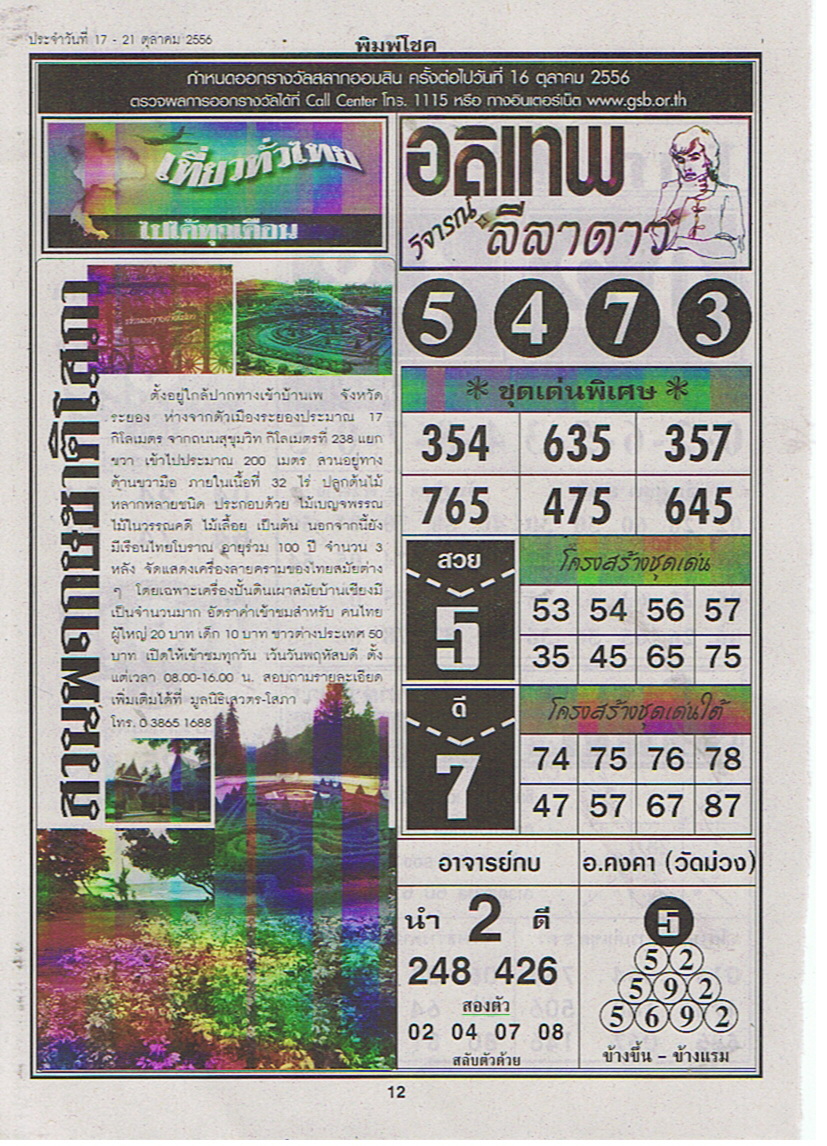 ประจำวันที่ 17 - 21 ตุลาคม 2556
พิมพ์โชค
กำหนดออกรางวัลสลากออมสิน ครั้งต่อไปวันที่ 16 ตุลาคม 2556
ตรวจผลการออกรางวัลได้ที่ Call Center โทร. 1115 หรือ ทางอินเตอร์เน็ต www.gsb.or.th
เที่ยวทั่วไทย
ไปได้ทุกเดือน
สวนพฤกษชาติโสภา
ตั้งอยู่ใกล้ปากทางเข้าบ้านเพ จังหวัด
ระยอง ห่างจากตัวเมืองระยองประมาณ 17
กิโลเมตร จากถนนสุขุมวิท กิโลเมตรที่ 238 แยก
ขวา เข้าไปประมาณ 200 เมตร สวนอยู่ทาง
ด้านขวามือ ภายในเนื้อที่ 32 ไร่ ปลูกต้นไม้
หลากหลายชนิด ประกอบด้วย ไม้เบญจพรรณ
ไม้ในวรรณคดี ไม้เลื้อย เป็นต้น นอกจากนี้ยัง
มีเรือนไทยโบราณ อายุร่วม 100 ปี จำนวน 3
หลัง จัดแสดงเครื่องลายครามของไทยสมัยต่าง
ๆ โดยเฉพาะเครื่องปั้นดินเผาสมัยบ้านเชียงมี
เป็นจำนวนมาก อัตราค่าเข้าชมสำหรับ คนไทย
ผู้ใหญ่ 20 บาท เด็ก 10 บาท ชาวต่างประเทศ 50
บาท เปิดให้เข้าชมทุกวัน เว้นวันพฤหัสบดี ตั้ง
แต่เวลา 08.00-16.00 น. สอบถามรายละเอียด
เพิ่มเติมได้ที่ มูลนิธิเสวตร-โสภา
โทร. 0 3865 1688
อลิเทพ
วิจารณ์ ลีลาดาว
5 4 7 3
* ชุดเด่นพิเศษ *
354 635 357
765 475 645
สวย
5
โครงสร้างชุดเด่น
53 54 56 57
35 45 65 75
ดี
7
โครงสร้างชุดเด่นใต้
74 75 76 78
47 57 67 87
อาจารย์กบ
นำ 2 ดี
248 426
สองตัว
02 04 07 08
สลับตัวด้วย
อ.คงคา (วัดม่วง)
5
5 2
5 9 2
5 6 9 2
ข้างขึ้น - ข้างแรม
12